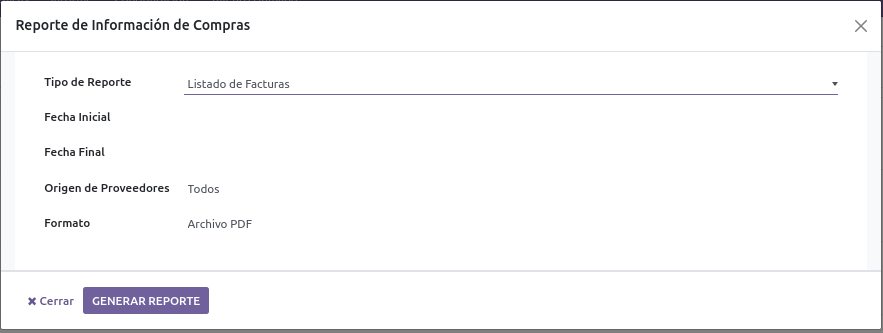 Reporte de Información de Compras
Tipo de Reporte Listado de Facturas
Fecha Inicial
Fecha Final
Origen de Proveedores Todos
Formato Archivo PDF
Cerrar GENERAR REPORTE